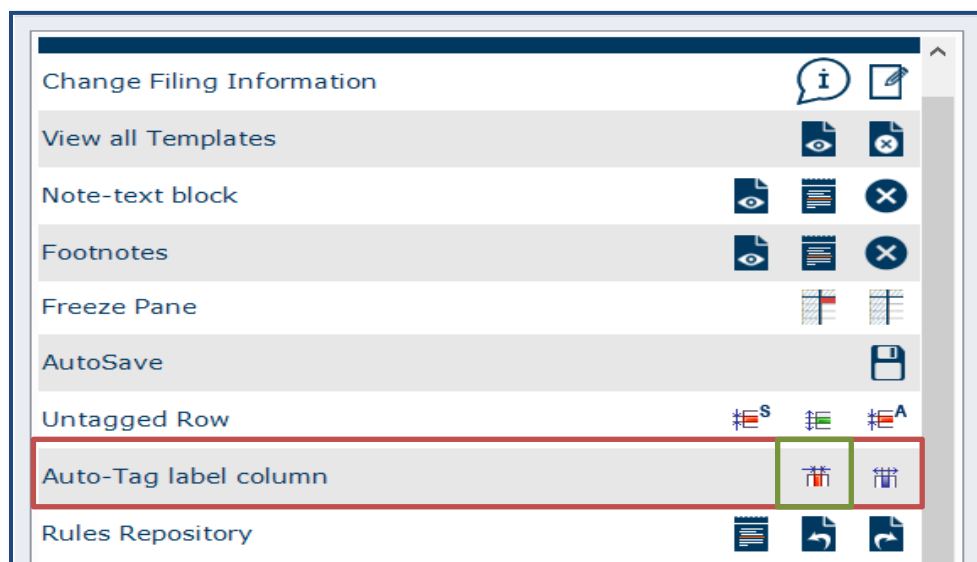 Change Filing Information i
View all Templates
Note-text block
Footnotes
Freeze Pane
AutoSave
Untagged Row S A
Auto-Tag label column
Rules Repository